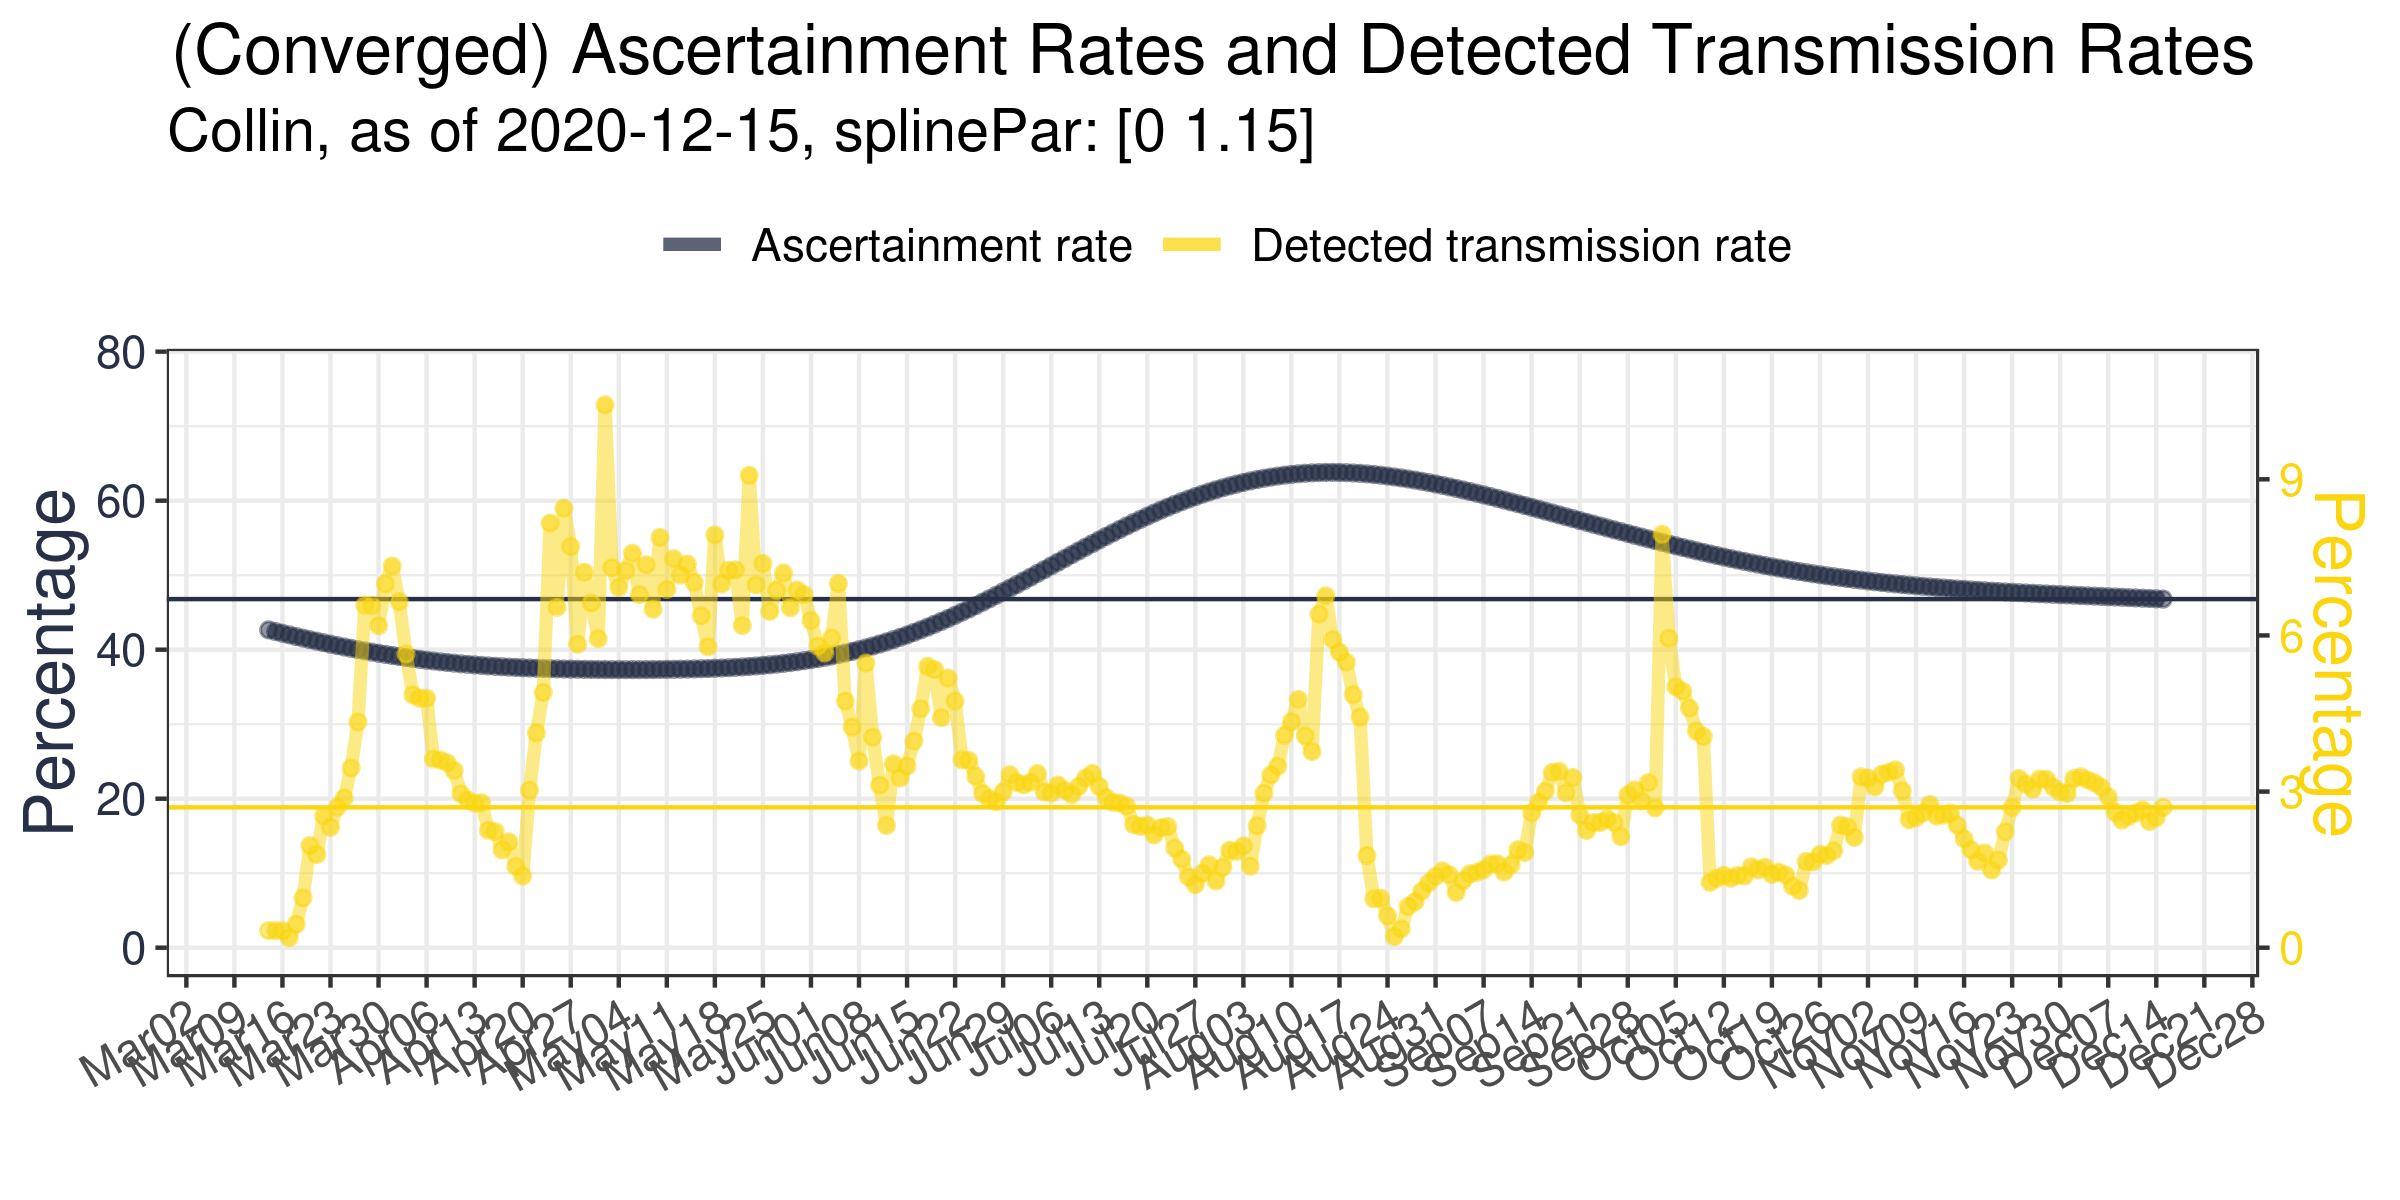 (Converged) Ascertainment Rates and Detected Transmission Rates
Collin, as of 2020-12-15, splinePar: [0 1.15]
Ascertainment rate Detected transmission rate
Percentage
80
60
40
20
0
9
6
3
0
Percentage
Mar02 Mar09 Mar16 Mar23 Mar30 Apr06 Apr13 Apr20 Apr27 May04 May11 May18 May25 Jun01 Jun08 Jun15 Jun22 Jun29 Jul06 Jul13 Jul20 Jul27 Aug03 Aug10 Aug17 Aug24 Aug31 Sep07 Sep14 Sep21 Sep28 Oct05 Oct12 Oct19 Oct26 Nov02 Nov09 Nov16 Nov23 Nov30 Dec07 Dec14 Dec21 Dec28